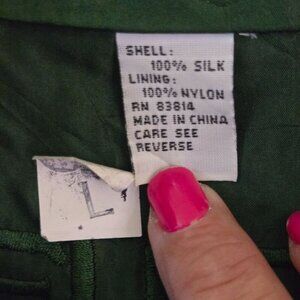 SHELL:
100% SILK
LINING:
100% NYLON
RN 83814
MADE IN CHINA
CARE SEE
REVERSE
L